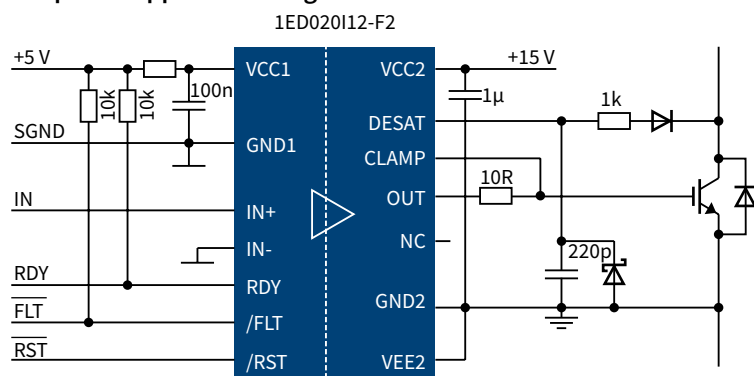 1ED020I12-F2
+5 V
VCC1
VCC2
+15 V
10k
10k
100n
1µ
1k
DESAT
SGND
GND1
CLAMP
10R
IN
IN+
OUT
IN-
NC
220p
RDY
RDY
GND2
FLT
/FLT
RST
/RST
VEE2